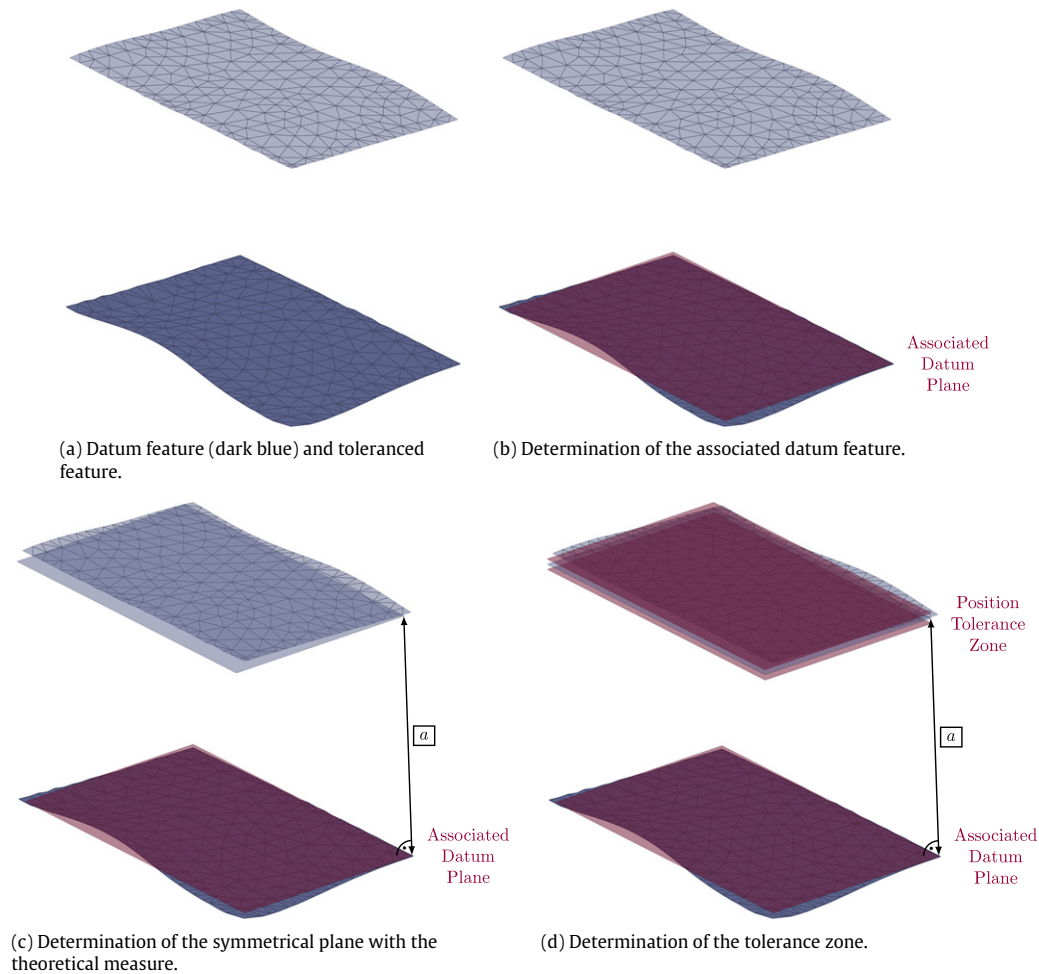 (a) Datum feature (dark blue) and toleranced
feature.
Associated
Datum
Plane
(b) Determination of the associated datum feature.
a
Associated
Datum
Plane
(c) Determination of the symmetrical plane with the
theoretical measure.
Position
Tolerance
Zone
a
Associated
Datum
Plane
(d) Determination of the tolerance zone.